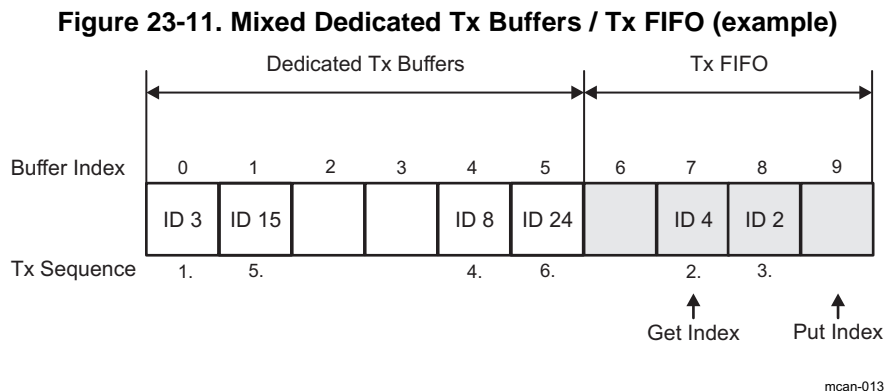 Figure 23-11. Mixed Dedicated Tx Buffers / Tx FIFO (example)
Dedicated Tx Buffers Tx FIFO
Buffer Index 0 1 2 3 4 5 6 7 8 9
ID 3 ID 15 ID 8 ID 24 ID 4 ID 2
Tx Sequence 1. 5. 4. 6. 2. 3.
Get Index Put Index
mcan-013